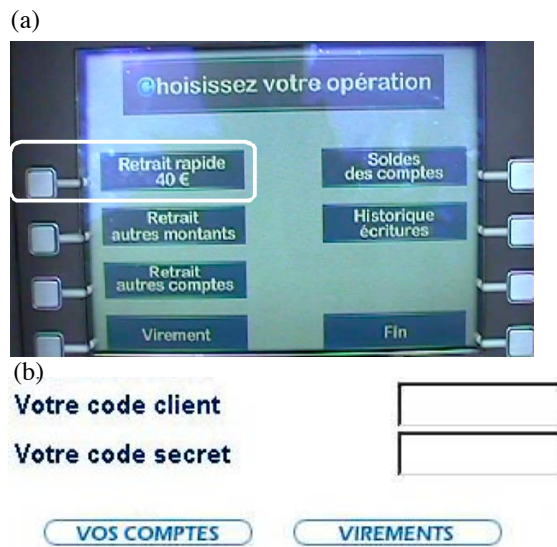 (a)
Choisissez votre opération
Retrait rapide
40 €
Soldes
des comptes
Retrait
autres montants
Historique
écritures
Retrait
autres comptes
Virement
Fin
(b)
Votre code client
Votre code secret
VOS COMPTES
VIREMENTS